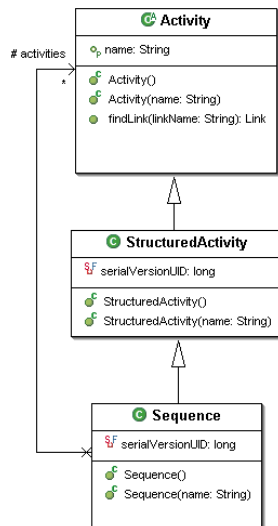 Activity
# activities
name: String
*
Activity()
Activity(name: String)
findLink(linkName: String): Link
StructuredActivity
serialVersionUID: long
StructuredActivity()
StructuredActivity(name: String)
Sequence
serialVersionUID: long
Sequence()
Sequence(name: String)